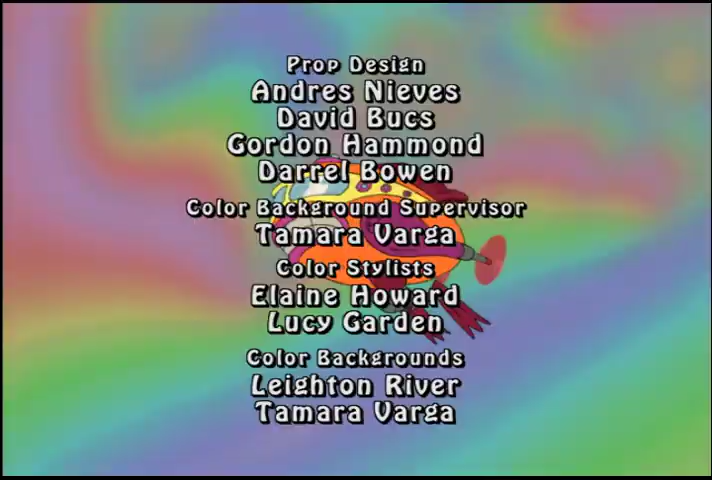 Prop Design
Andres Nieves
David Bucs
Gordon Hammond
Darrel Bowen
Color Background Supervisor
Tamara Varga
Color Stylists
Elaine Howard
Lucy Garden
Color Backgrounds
Leighton River
Tamara Varga